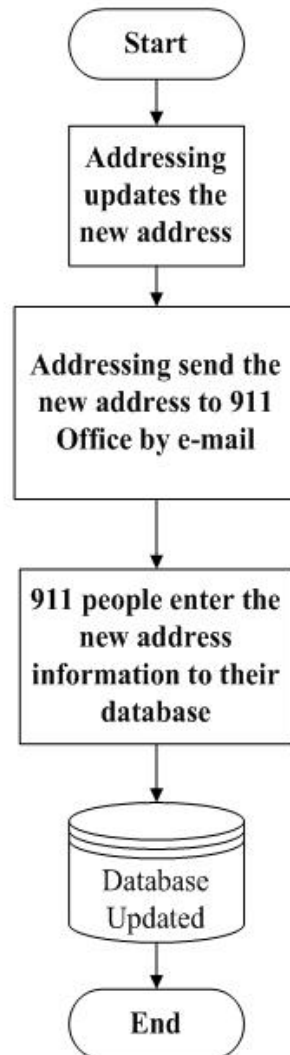 Start
Addressing
updates the
new address
Addressing send the
new address to 911
Office by e-mail
911 people enter the
new address
information to their
database
Database
Updated
End